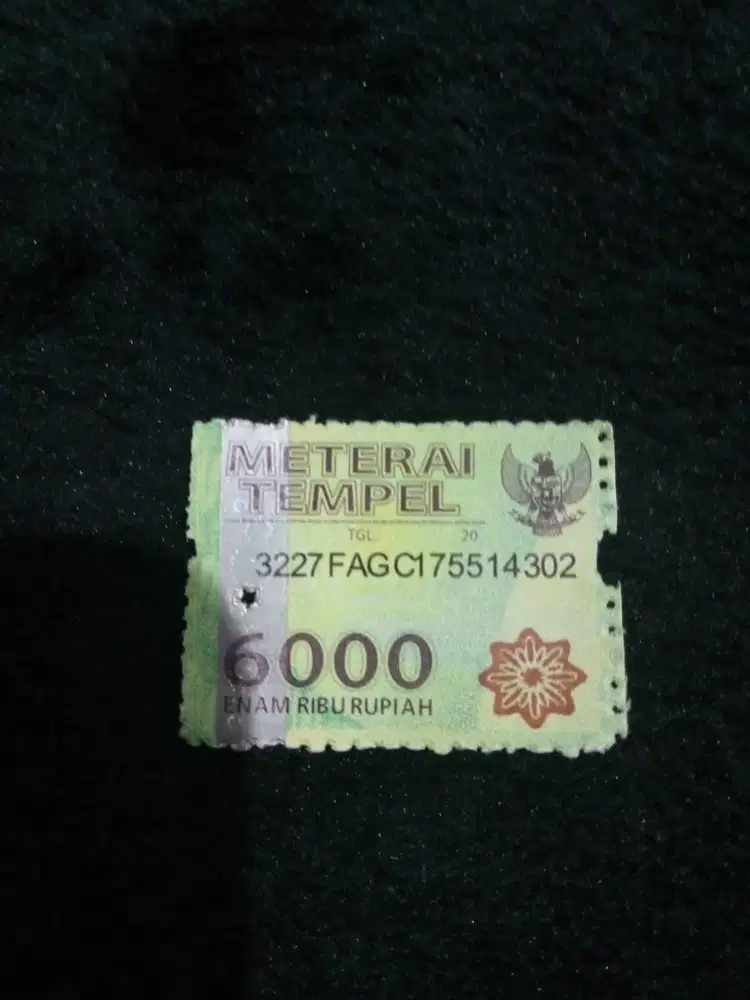 METERAI
TEMPEL
TGL. 20
3227FAGC175514302
6000
ENAM RIBU RUPIAH